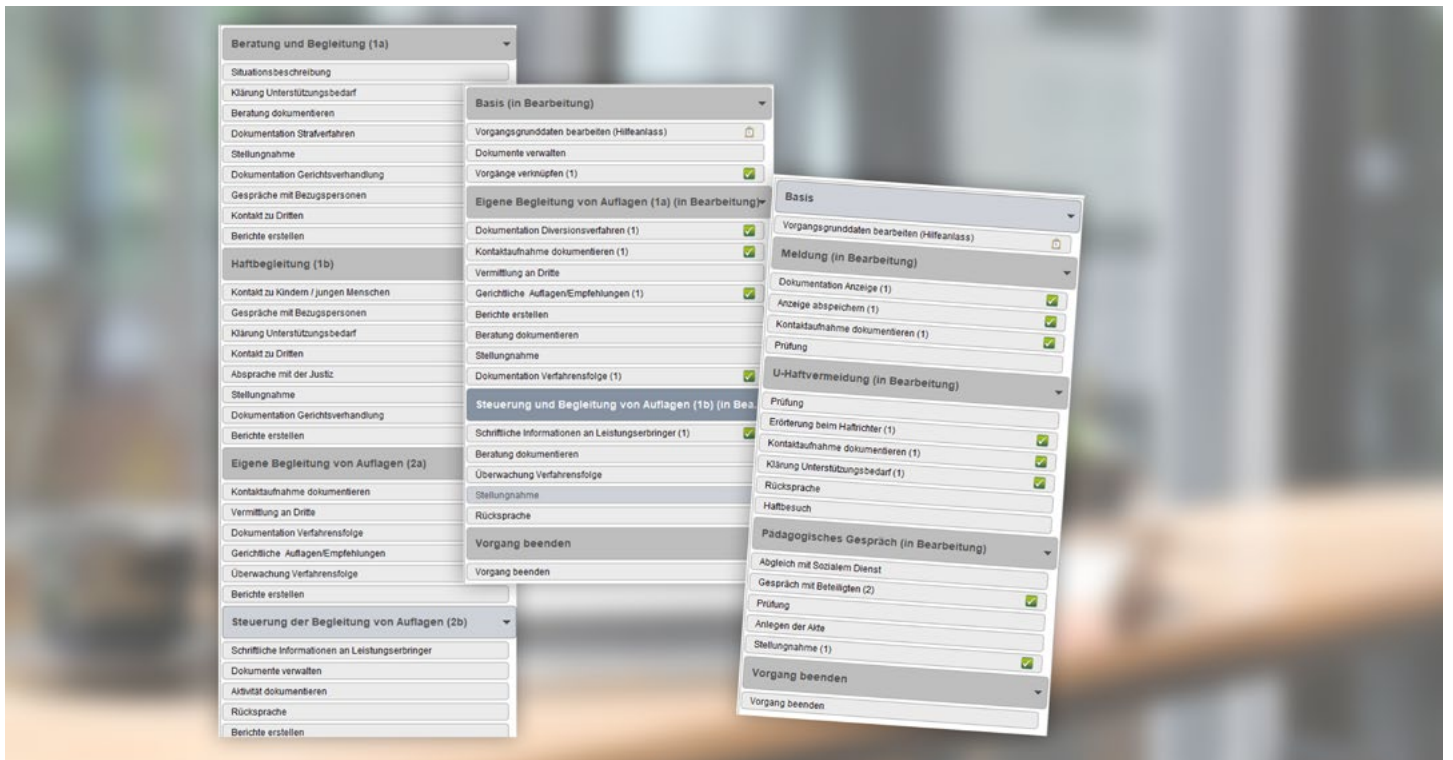 Beratung und Begleitung (1a)
Situationsbeschreibung
Klärung Unterstützungsbedarf
Beratung dokumentieren
Dokumentation Strafverfahren
Stellungnahme
Dokumentation Gerichtsverhandlung
Gespräche mit Bezugspersonen
Kontakt zu Dritten
Berichte erstellen
Haftbegleitung (1b)
Kontakt zu Kindern / jungen Menschen
Gespräche mit Bezugspersonen
Klärung Unterstützungsbedarf
Kontakt zu Dritten
Absprache mit der Justiz
Stellungnahme
Dokumentation Gerichtsverhandlung
Berichte erstellen
Eigene Begleitung von Auflagen (2a)
Kontaktaufnahme dokumentieren
Vermittlung an Dritte
Dokumentation Verfahrensfolge
Gerichtliche Auflagen/Empfehlungen
Überwachung Verfahrensfolge
Berichte erstellen
Steuerung der Begleitung von Auflagen (2b)
Schriftliche Informationen an Leistungserbringer
Dokumente verwalten
Aktivität dokumentieren
Rücksprache
Berichte erstellen
Basis (in Bearbeitung)
Vorgangsgrunddaten bearbeiten (Hilfeanlass)
Dokumente verwalten
Vorgänge verknüpfen (1)
Eigene Begleitung von Auflagen (1a) (in Bearbeitung)
Dokumentation Diversionsverfahren (1)
Kontaktaufnahme dokumentieren (1)
Vermittlung an Dritte
Gerichtliche Auflagen/Empfehlungen (1)
Berichte erstellen
Beratung dokumentieren
Stellungnahme
Dokumentation Verfahrensfolge (1)
Steuerung und Begleitung von Auflagen (1b) (in Bea..
Schriftliche Informationen an Leistungserbringer (1)
Beratung dokumentieren
Überwachung Verfahrensfolge
Stellungnahme
Rücksprache
Vorgang beenden
Vorgang beenden
Basis
Vorgangsgrunddaten bearbeiten (Hilfeanlass)
Meldung (in Bearbeitung)
Dokumentation Anzeige (1)
Anzeige abspeichern (1)
Kontaktaufnahme dokumentieren (1)
Prüfung
U-Haftvermeidung (in Bearbeitung)
Prüfung
Erörterung beim Haftrichter (1)
Kontaktaufnahme dokumentieren (1)
Klärung Unterstützungsbedarf (1)
Rücksprache
Haftbesuch
Pädagogisches Gespräch (in Bearbeitung)
Abgleich mit Sozialem Dienst
Gespräch mit Beteiligten (2)
Prüfung
Anlegen der Akte
Stellungnahme (1)
Vorgang beenden
Vorgang beenden